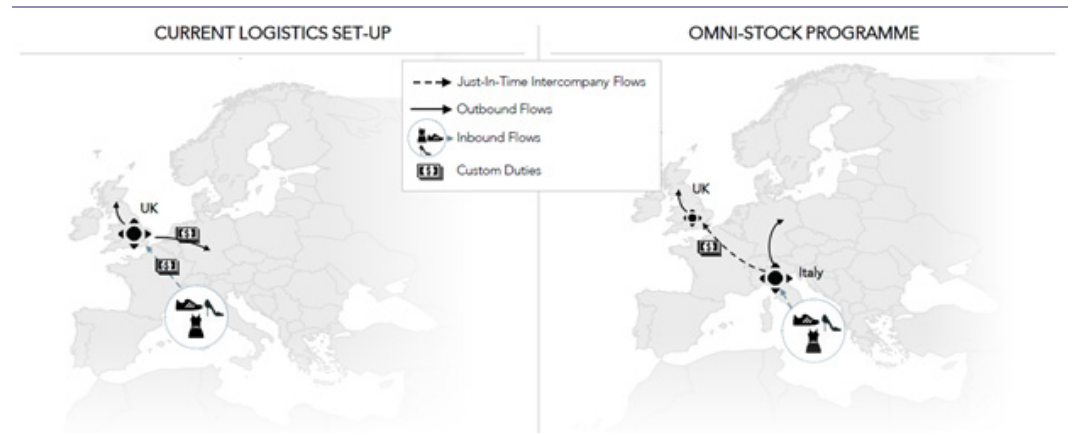 CURRENT LOGISTICS SET-UP
OMNI-STOCK PROGRAMME
Just-In-Time Intercompany Flows
Outbound Flows
Inbound Flows
Custom Duties
UK
UK
Italy